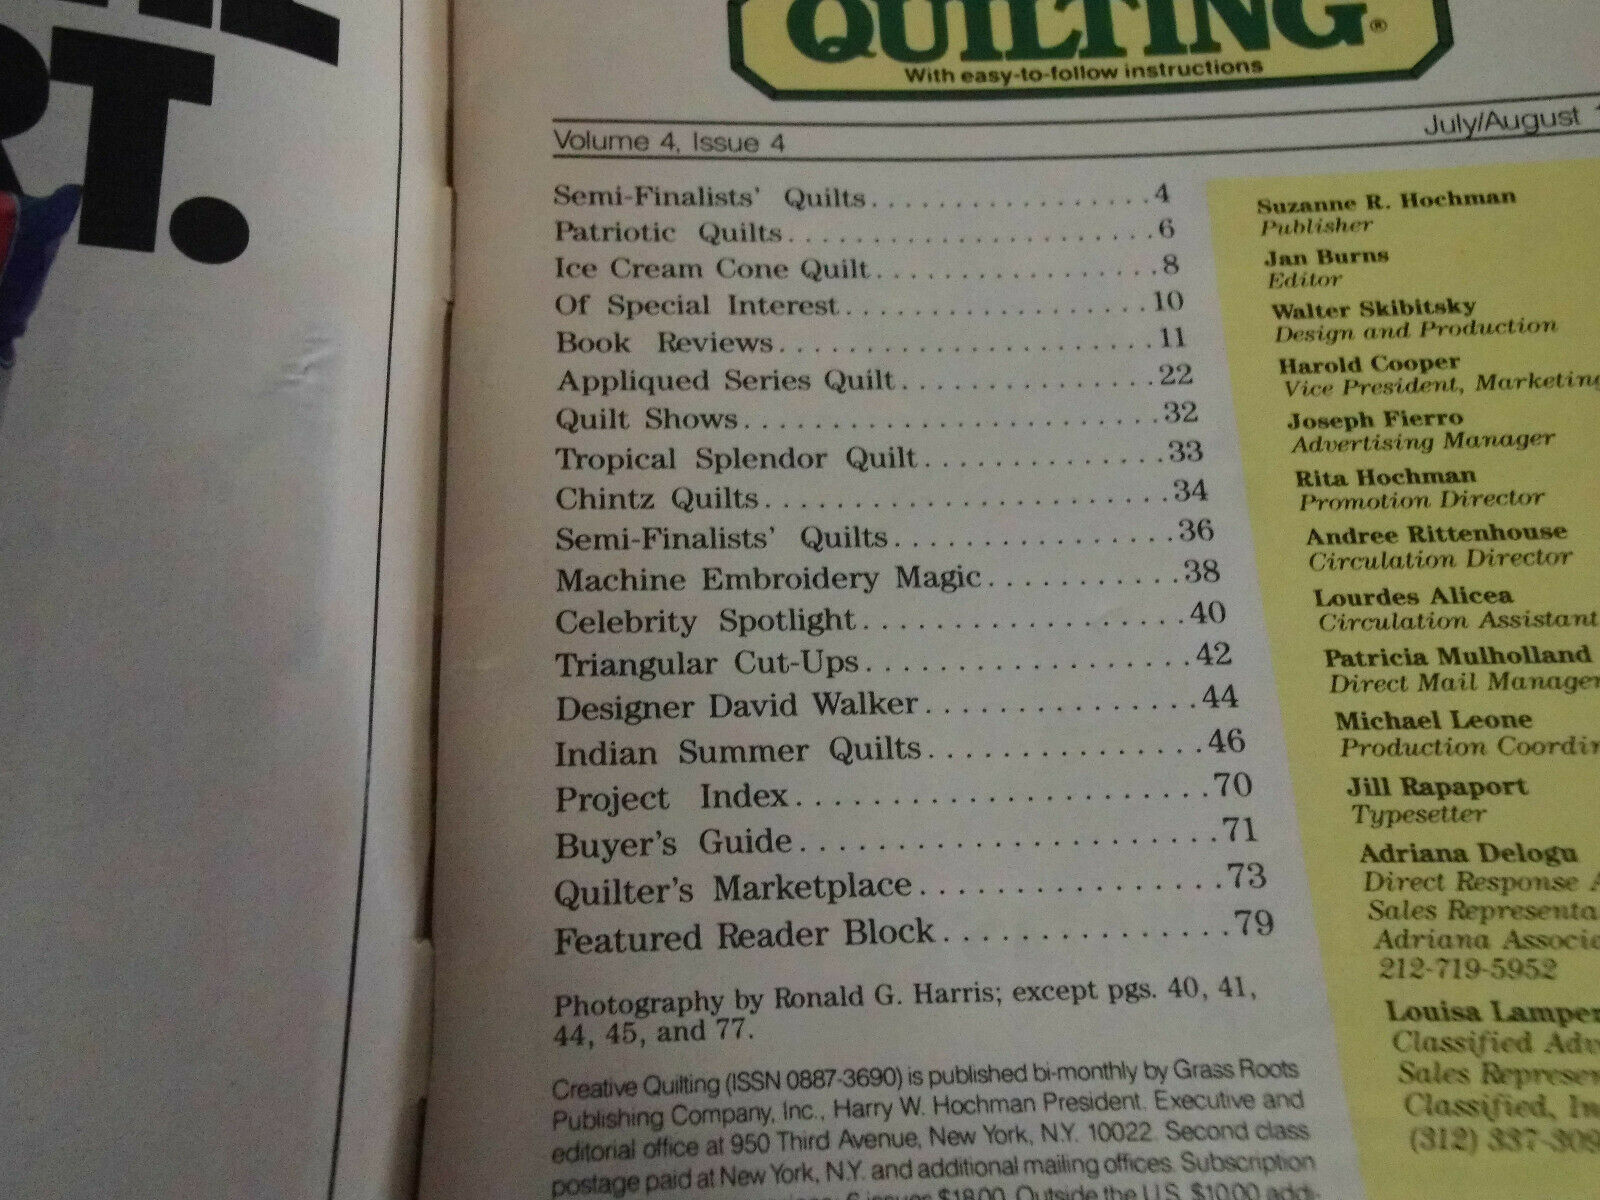 RT.
QUILTING®
With easy-to-follow instructions
Volume 4, Issue 4
July/August
Semi-Finalists' Quilts..................4
Patriotic Quilts........................6
Ice Cream Cone Quilt...................8
Of Special Interest....................10
Book Reviews........................11
Appliqued Series Quilt.................22
Quilt Shows..........................32
Tropical Splendor Quilt...............33
Chintz Quilts..........................34
Semi-Finalists' Quilts..................36
Machine Embroidery Magic...........38
Celebrity Spotlight.....................40
Triangular Cut-Ups.....................42
Designer David Walker................44
Indian Summer Quilts.................46
Project Index........................70
Buyer's Guide........................71
Quilter's Marketplace.................73
Featured Reader Block................79
Photography by Ronald G. Harris; except pgs. 40, 41,
44, 45, and 77.
Creative Quilting (ISSN 0887-3690) is published bi-monthly by Grass Roots
Publishing Company, Inc., Harry W. Hochman President. Executive and
editorial office at 950 Third Avenue, New York, N.Y. 10022. Second class
postage paid at New York, N.Y. and additional mailing offices. Subscription
6 issues $18.00. Outside the U.S. $10.00
Suzanne R. Hochman
Publisher
Jan Burns
Editor
Walter Skibitsky
Design and Production
Harold Cooper
Vice President, Marketing
Joseph Fierro
Advertising Manager
Rita Hochman
Promotion Director
Andree Rittenhouse
Circulation Director
Lourdes Alicea
Circulation Assistant
Patricia Mulholland
Direct Mail Manager
Michael Leone
Production
Jill Rapaport
Typesetter
Adriana Delogu
Direct Response
Sales
Adriana
212-719-5952
Louisa
Classified
Sales
Classified,
(312)